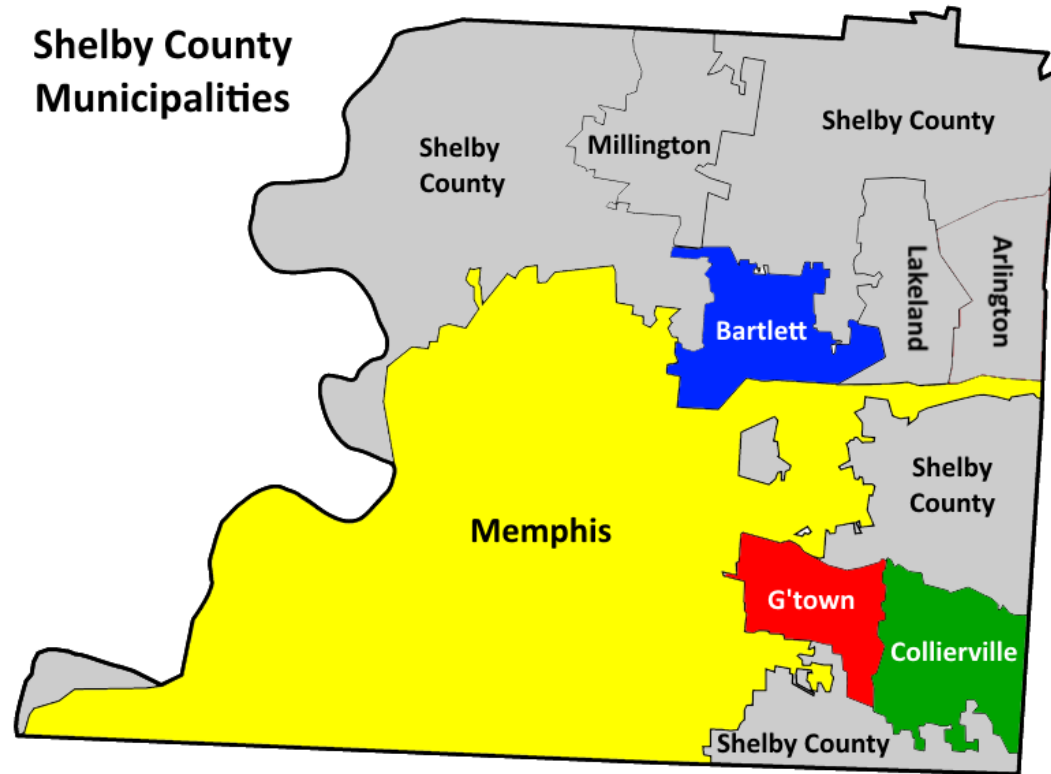 Shelby County
Municipalities
Shelby County
Millington
Shelby
County
Lakeland
Arlington
Bartlett
Shelby
County
Memphis
G'town
Collierville
Shelby County